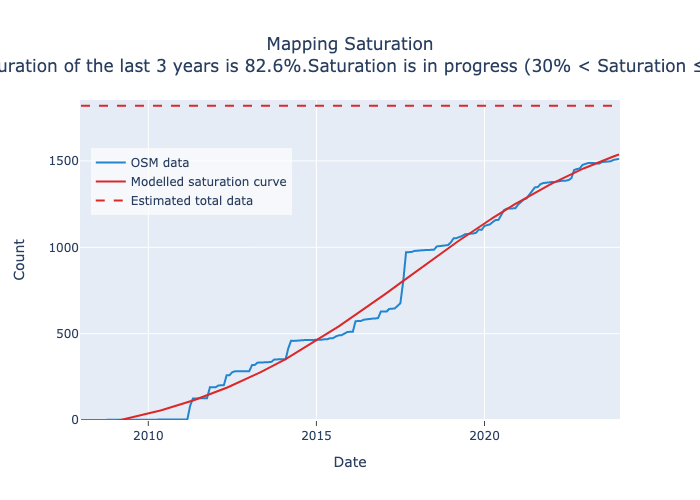 Mapping Saturation
uration of the last 3 years is 82.6%.Saturation is in progress (30% < Saturation ≤
OSM data
Modelled saturation curve
Estimated total data
1500
1000
500
0
Count
2010
2015
2020
Date